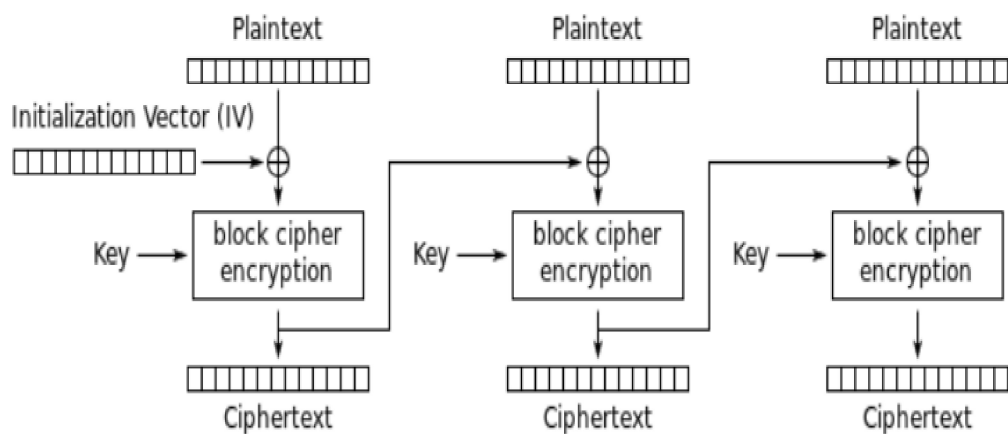 Plaintext
Plaintext
Plaintext
Initialization Vector (IV)
Key
block cipher
encryption
Key
block cipher
encryption
Key
block cipher
encryption
Ciphertext
Ciphertext
Ciphertext